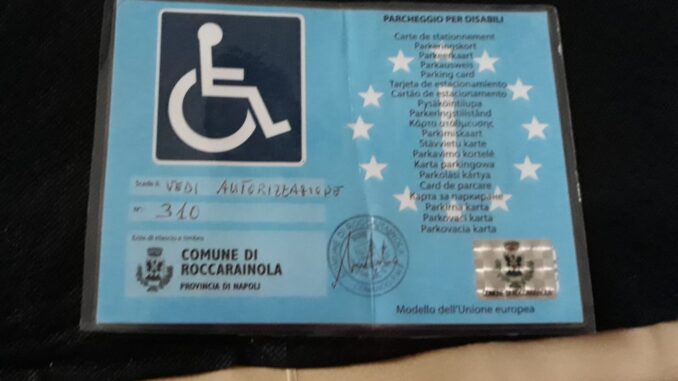 Scade il VEDI AUTORIZZAZIONE
N° 310
Ente di rilascio e timbro
COMUNE DI
ROCCARAINOLA
PROVINCIA DI NAPOLI
PARCHEGGIO PER DISABILI
Carte de stationnement
Parkeringskort
Parkeerkaart
Parkausweis
Parking card
Tarjeta de estacionamiento
Cartão de estacionamento
Pysäköintilupa
Parkeringstillstånd
Κάρτα στάθμευσης
Parkimiskaart
Stāvvietu karte
Parkavimo kortelė
Karta parkingowa
Parkolási kártya
Card de parcare
Карта за паркиране
Parkirna karta
Parkovací karta
Parkovacia karta
COMUNE DI ROCCARAINOLA
Modello dell'Unione europea